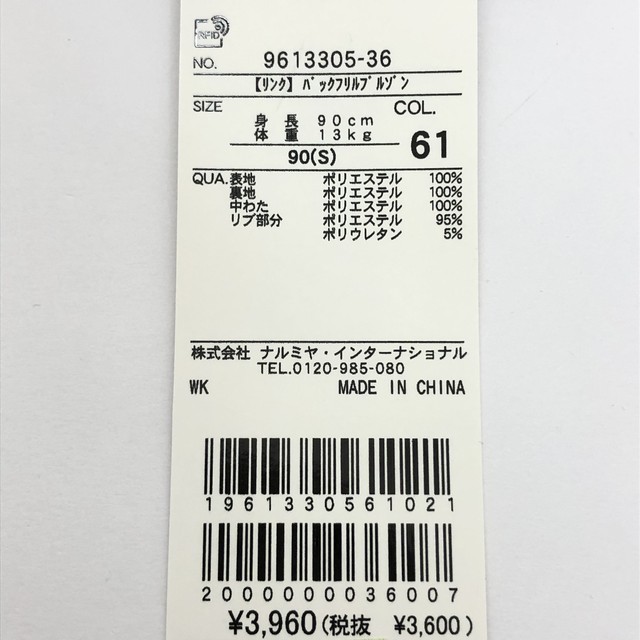 RFID
NO. 9613305-36
【ﾘﾝｸ】ﾊﾞｯｸﾌﾘﾙﾌﾞﾙｿﾞﾝ
SIZE COL.
身長 90cm
体重 13kg
90(S) 61
QUA.表地 ポリエステル 100%
裏地 ポリエステル 100%
中わた ポリエステル 100%
リブ部分 ポリエステル 95%
ポリウレタン 5%
株式会社 ナルミヤ・インターナショナル
TEL.0120-985-080
WK MADE IN CHINA
1961330561021
2000000036007
¥3,960(税抜 ¥3,600)